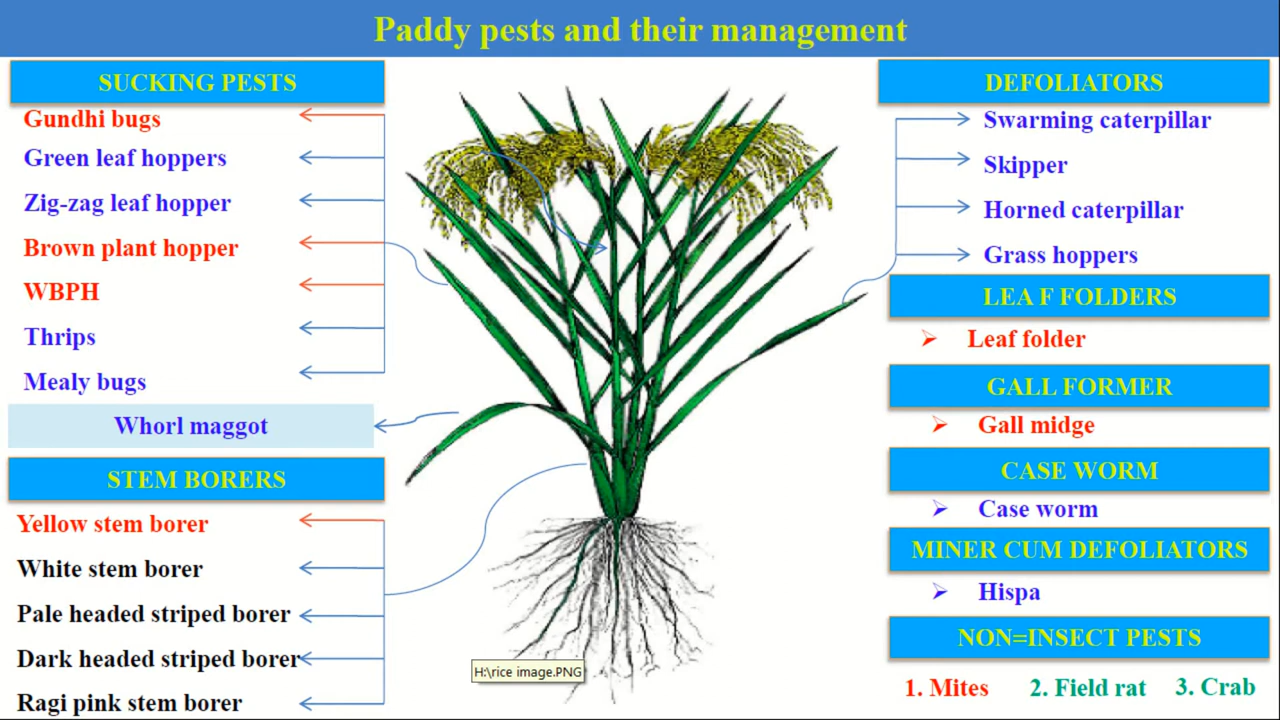 Paddy pests and their management
SUCKING PESTS
Gundhi bugs
Green leaf hoppers
Zig-zag leaf hopper
Brown plant hopper
WBPH
Thrips
Mealy bugs
Whorl maggot
STEM BORERS
Yellow stem borer
White stem borer
Pale headed striped borer
Dark headed striped borer
Ragi pink stem borer
H:\rice image.PNG
DEFOLIATORS
Swarming caterpillar
Skipper
Horned caterpillar
Grass hoppers
LEA F FOLDERS
Leaf folder
GALL FORMER
Gall midge
CASE WORM
Case worm
MINER CUM DEFOLIATORS
Hispa
NON=INSECT PESTS
1. Mites 2. Field rat 3. Crab